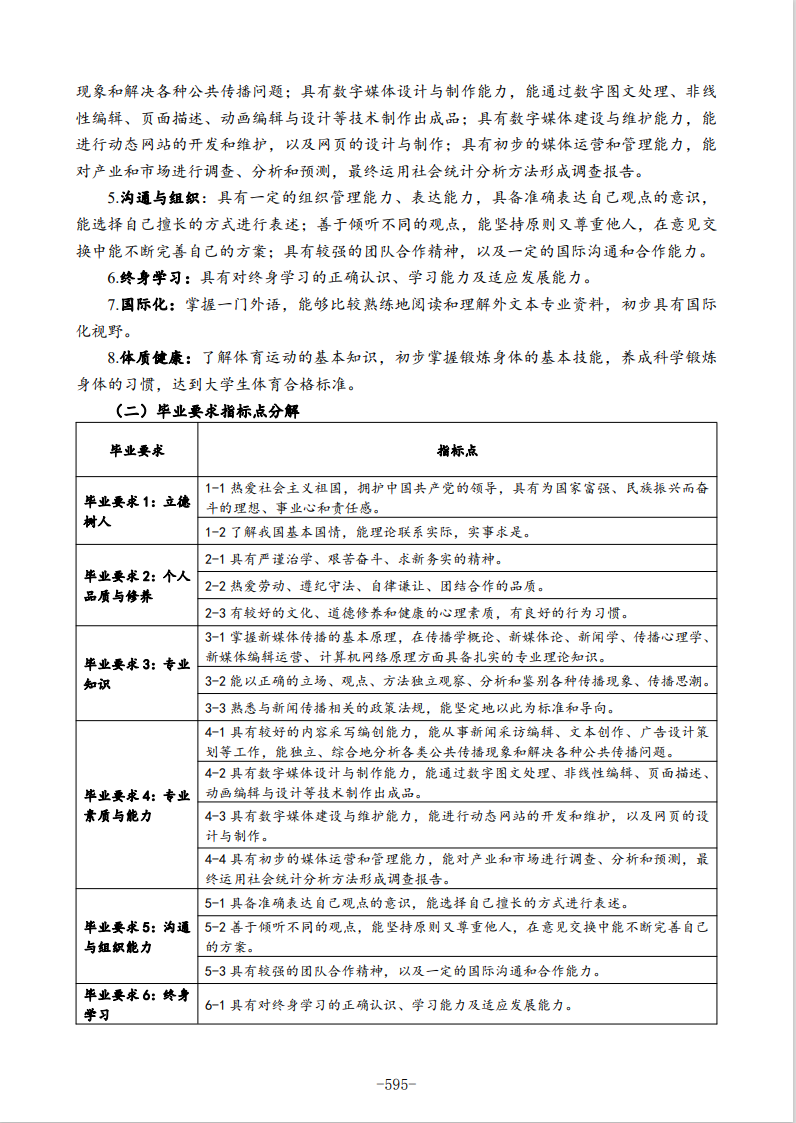 现象和解决各种公共传播问题；具有数字媒体设计与制作能力，能通过数字图文处理、非线
性编辑、页面描述、动画编辑与设计等技术制作出成品；具有数字媒体建设与维护能力，能
进行动态网站的开发和维护，以及网页的设计与制作；具有初步的媒体运营和管理能力，能
对产业和市场进行调查、分析和预测，最终运用社会统计分析方法形成调查报告。
5.沟通与组织：具有一定的组织管理能力、表达能力，具备准确表达自己观点的意识，
能选择自己擅长的方式进行表述；善于倾听不同的观点，能坚持原则又尊重他人，在意见交
换中能不断完善自己的方案；具有较强的团队合作精神，以及一定的国际沟通和合作能力。
6.终身学习：具有对终身学习的正确认识、学习能力及适应发展能力。
7.国际化：掌握一门外语，能够比较熟练地阅读和理解外文本专业资料，初步具有国际
化视野。
8.体质健康：了解体育运动的基本知识，初步掌握锻炼身体的基本技能，养成科学锻炼
身体的习惯，达到大学生体育合格标准。
（二）毕业要求指标点分解
毕业要求
指标点
毕业要求 1：立德
树人
1-1 热爱社会主义祖国，拥护中国共产党的领导，具有为国家富强、民族振兴而奋
斗的理想、事业心和责任感。
1-2 了解我国基本国情，能理论联系实际，实事求是。
毕业要求 2：个人
品质与修养
2-1 具有严谨治学、艰苦奋斗、求新务实的精神。
2-2 热爱劳动、遵纪守法、自律谦让、团结合作的品质。
2-3 有较好的文化、道德修养和健康的心理素质，有良好的行为习惯。
毕业要求 3：专业
知识
3-1 掌握新媒体传播的基本原理，在传播学概论、新媒体论、新闻学、传播心理学、
新媒体编辑运营、计算机网络原理方面具备扎实的专业理论知识。
3-2 能以正确的立场、观点、方法独立观察、分析和鉴别各种传播现象、传播思潮。
3-3 熟悉与新闻传播相关的政策法规，能坚定地以此为标准和导向。
毕业要求 4：专业
素质与能力
4-1 具有较好的内容采写编创能力，能从事新闻采访编辑、文本创作、广告设计策
划等工作，能独立、综合地分析各类公共传播现象和解决各种公共传播问题。
4-2 具有数字媒体设计与制作能力，能通过数字图文处理、非线性编辑、页面描述、
动画编辑与设计等技术制作出成品。
4-3 具有数字媒体建设与维护能力，能进行动态网站的开发和维护，以及网页的设
计与制作。
4-4 具有初步的媒体运营和管理能力，能对产业和市场进行调查、分析和预测，最
终运用社会统计分析方法形成调查报告。
毕业要求 5：沟通
与组织能力
5-1 具备准确表达自己观点的意识，能选择自己擅长的方式进行表述。
5-2 善于倾听不同的观点，能坚持原则又尊重他人，在意见交换中能不断完善自己
的方案。
5-3 具有较强的团队合作精神，以及一定的国际沟通和合作能力。
毕业要求 6：终身
学习
6-1 具有对终身学习的正确认识、学习能力及适应发展能力。
-595-